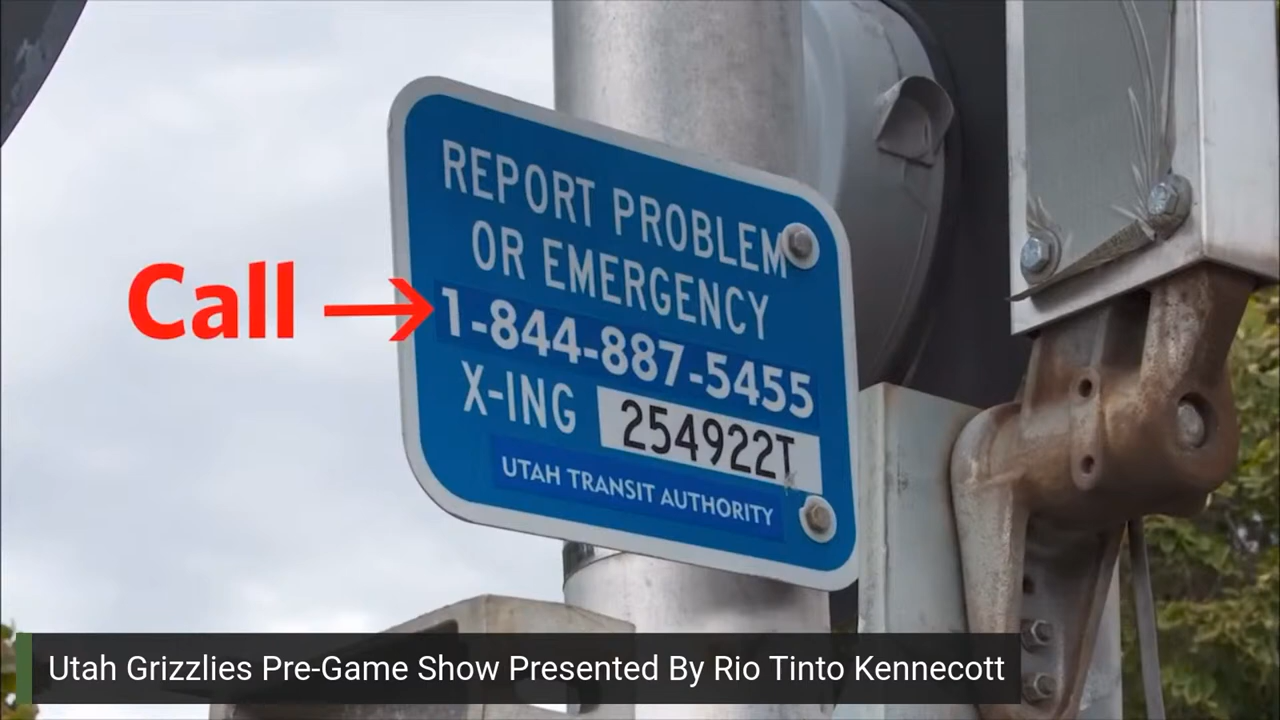 REPORT PROBLEM
OR EMERGENCY
Call → 1-844-887-5455
X-ING 254922T
UTAH TRANSIT AUTHORITY
Utah Grizzlies Pre-Game Show Presented By Rio Tinto Kennecott